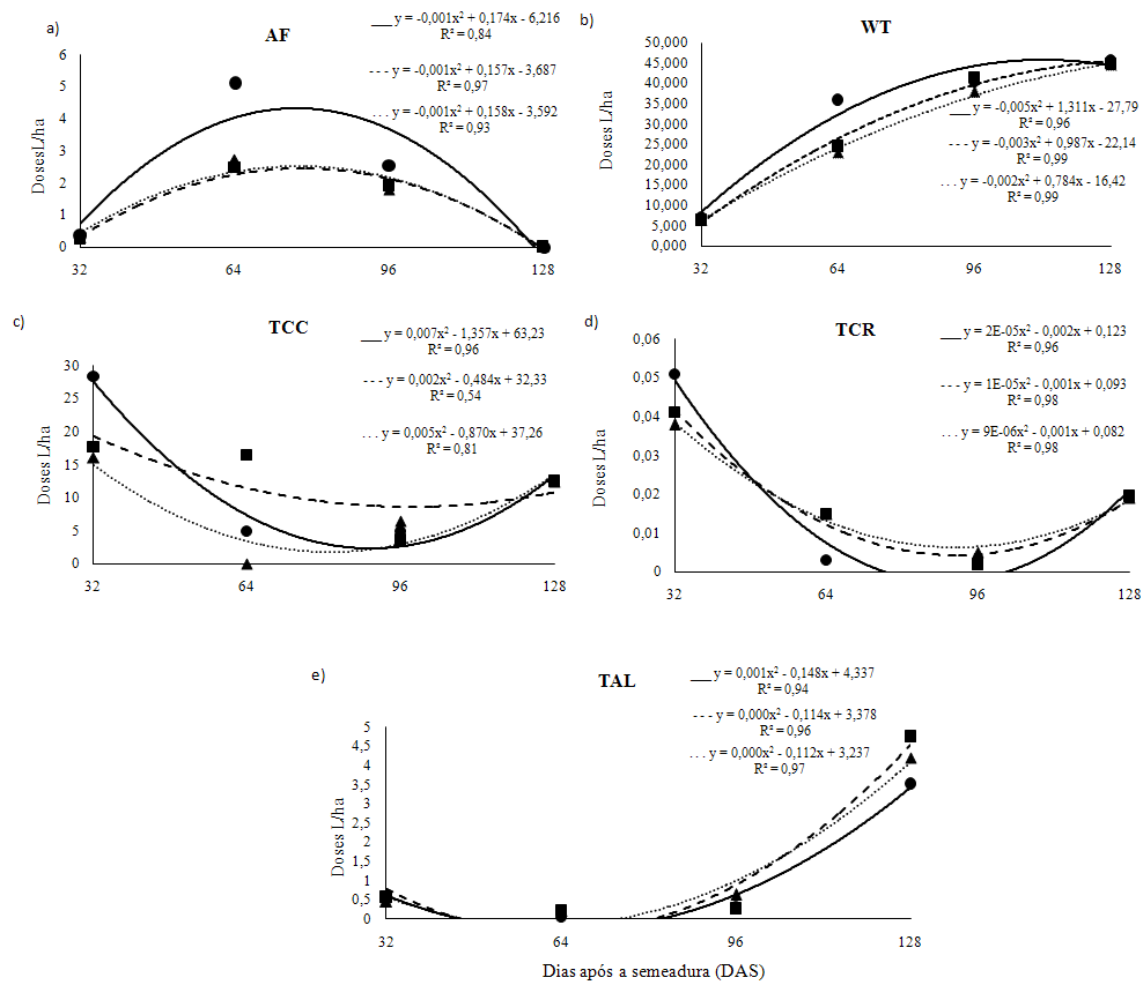 a)
AF
y = -0,001x² + 0,174x - 6,216
R² = 0,84
y = -0,001x² + 0,157x - 3,687
R² = 0,97
y = -0,001x² + 0,158x - 3,592
R² = 0,93
Doses L/ha
6
5
4
3
2
1
0
32 64 96 128
b)
WT
50,000
45,000
40,000
35,000
30,000
25,000
20,000
15,000
10,000
5,000
0,000
Doses L/ha
y = -0,005x² + 1,311x - 27,79
R² = 0,96
y = -0,003x² + 0,987x - 22,14
R² = 0,99
y = -0,002x² + 0,784x - 16,42
R² = 0,99
32 64 96 128
c)
TCC
y = 0,007x² - 1,357x + 63,23
R² = 0,96
y = 0,002x² - 0,484x + 32,33
R² = 0,54
y = 0,005x² - 0,870x + 37,26
R² = 0,81
Doses L/ha
30
25
20
15
10
5
0
32 64 96 128
d)
TCR
y = 2E-05x² - 0,002x + 0,123
R² = 0,96
y = 1E-05x² - 0,001x + 0,093
R² = 0,98
y = 9E-06x² - 0,001x + 0,082
R² = 0,98
Doses L/ha
0,06
0,05
0,04
0,03
0,02
0,01
0
32 64 96 128
e)
TAL
y = 0,001x² - 0,148x + 4,337
R² = 0,94
y = 0,000x² - 0,114x + 3,378
R² = 0,96
y = 0,000x² - 0,112x + 3,237
R² = 0,97
Doses L/ha
5
4,5
4
3,5
3
2,5
2
1,5
1
0,5
0
32 64 96 128
Dias após a semeadura (DAS)